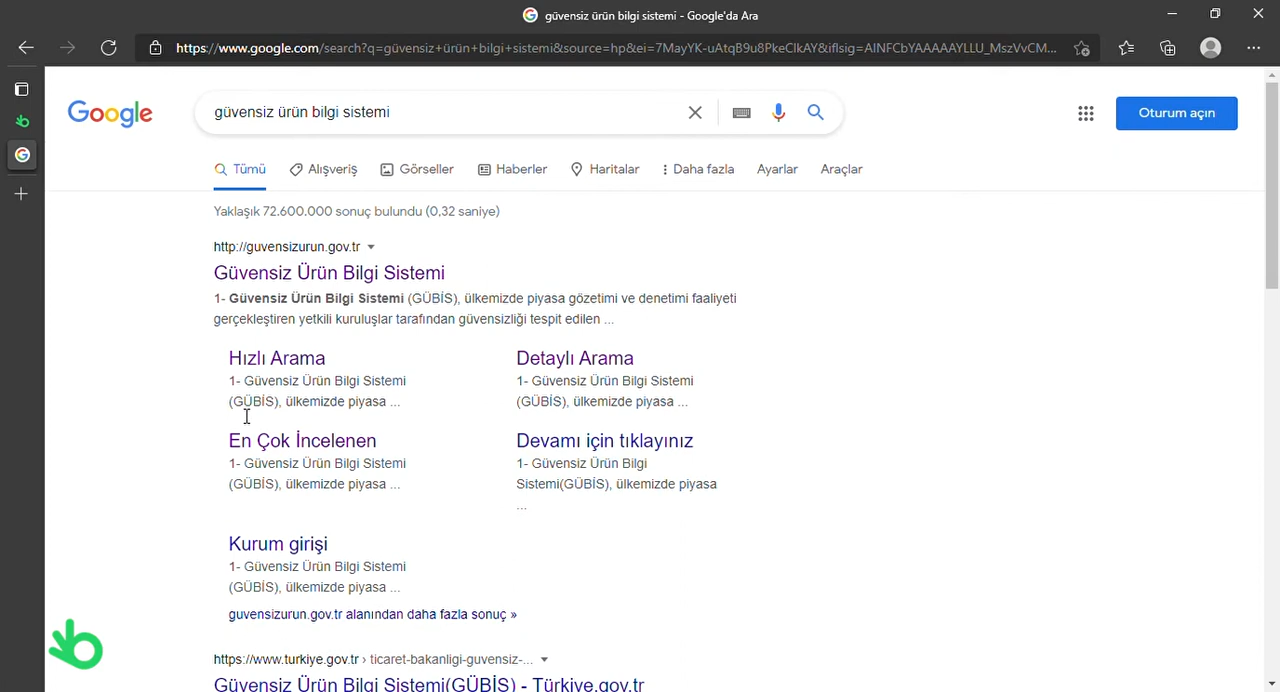 güvensiz ürün bilgi sistemi - Google'da Ara
https://www.google.com/search?q=güvensiz+ürün+bilgi+sistemi&source=hp&ei=7MayYK-uAtqB9u8PkeClkAY&iflsig=AINFCbYAAAAAYLLU_MszVvCM...
Google
güvensiz ürün bilgi sistemi
Oturum açın
Tümü Alışveriş Görseller Haberler Haritalar Daha fazla Ayarlar Araçlar
Yaklaşık 72.600.000 sonuç bulundu (0,32 saniye)
http://guvensizurun.gov.tr
Güvensiz Ürün Bilgi Sistemi
1- Güvensiz Ürün Bilgi Sistemi (GÜBİS), ülkemizde piyasa gözetimi ve denetimi faaliyeti
gerçekleştiren yetkili kuruluşlar tarafından güvensizliği tespit edilen ...
Hızlı Arama
1- Güvensiz Ürün Bilgi Sistemi
(GÜBİS), ülkemizde piyasa ...
Detaylı Arama
1- Güvensiz Ürün Bilgi Sistemi
(GÜBİS), ülkemizde piyasa ...
En Çok İncelenen
1- Güvensiz Ürün Bilgi Sistemi
(GÜBİS), ülkemizde piyasa ...
Devamı için tıklayınız
1- Güvensiz Ürün Bilgi
Sistemi(GÜBİS), ülkemizde piyasa
...
Kurum girişi
1- Güvensiz Ürün Bilgi Sistemi
(GÜBİS), ülkemizde piyasa ...
guvensizurun.gov.tr alanından daha fazla sonuç »
https://www.turkiye.gov.tr › ticaret-bakanligi-guvensiz-...
Güvensiz Ürün Bilgi Sistemi(GÜBİS) - Türkiye.gov.tr